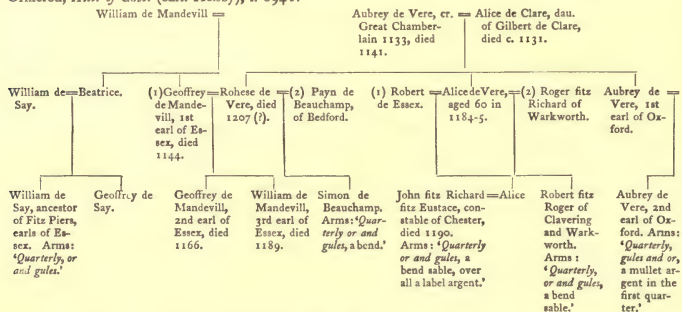 William de Mandevill =
Aubrey de Vere, cr. = Alice de Clare, dau.
Great Chamber- of Gilbert de Clare,
lain 1133, died died c. 1131.
1141.
William de=Beatrice.
Say.
(1) Geoffrey=Rohese de =(2) Payn de
de Mande- Vere, died Beauchamp,
vill, 1st 1207 (?). of Bedford.
earl of Es-
sex, died
1144.
(1) Robert =Alice de Vere,=(2) Roger fitz
de Essex. aged 60 in Richard of
1184-5. Warkworth.
Aubrey de =
Vere, 1st
earl of Ox-
ford.
William de
Say, ancestor
of Fitz Piers,
earls of Es-
sex. Arms:
'Quarterly, or
and gules.'
Geoffrey de
Say.
Geoffrey de
Mandevill,
2nd earl of
Essex, died
1166.
William de
Mandevill,
3rd earl of
Essex, died
1189.
Simon de
Beauchamp.
Arms: 'Quar-
terly or and
gules, a bend.'
John fitz Richard=Alice
fitz Eustace, con-
stable of Chester,
died 1190.
Arms: 'Quarterly
or and gules, a
bend sable, over
all a label argent.'
Robert fitz
Roger of
Clavering
and Wark-
worth.
Arms:
'Quarterly,
or and gules,
a bend
sable.'
Aubrey de
Vere, 2nd
earl of Ox-
ford. Arms:
'Quarterly,
gules and or,
a mullet ar-
gent in the
first quar-
ter.'